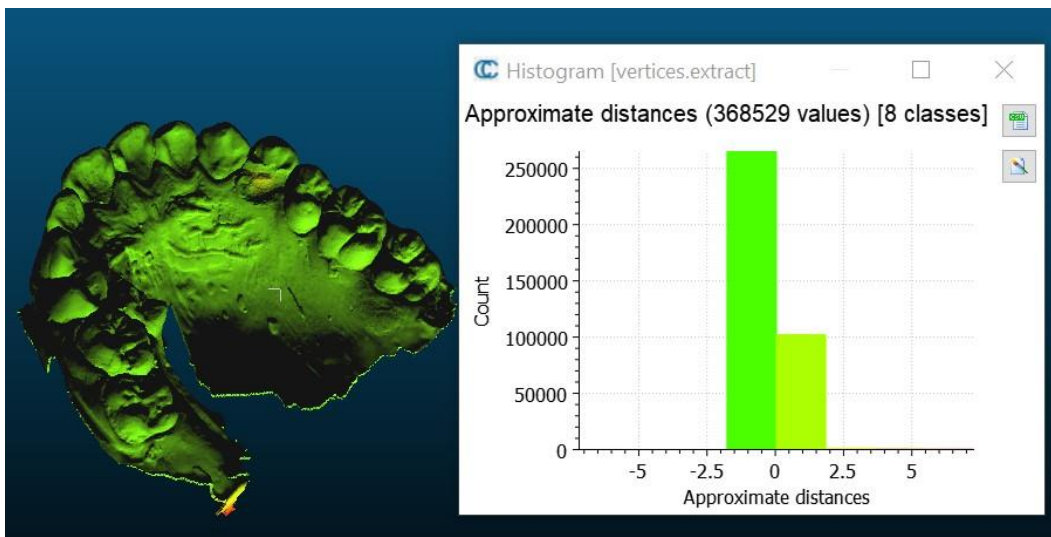 Histogram [vertices.extract]
Approximate distances (368529 values) [8 classes]
CSV
250000
200000
150000
100000
50000
0
Count
-5 -2.5 0 2.5 5
Approximate distances